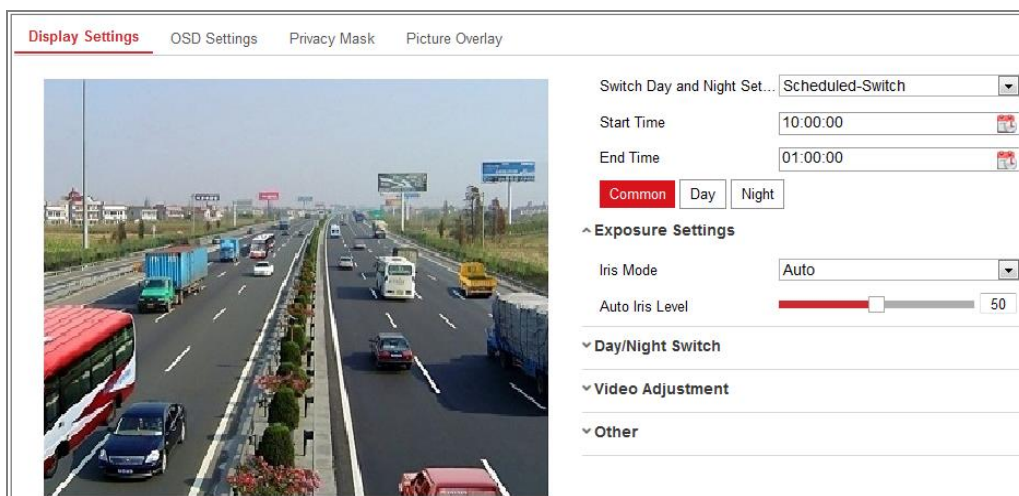 Display Settings OSD Settings Privacy Mask Picture Overlay
Switch Day and Night Set... Scheduled-Switch
Start Time 10:00:00
End Time 01:00:00
Common Day Night
Exposure Settings
Iris Mode Auto
Auto Iris Level 50
Day/Night Switch
Video Adjustment
Other